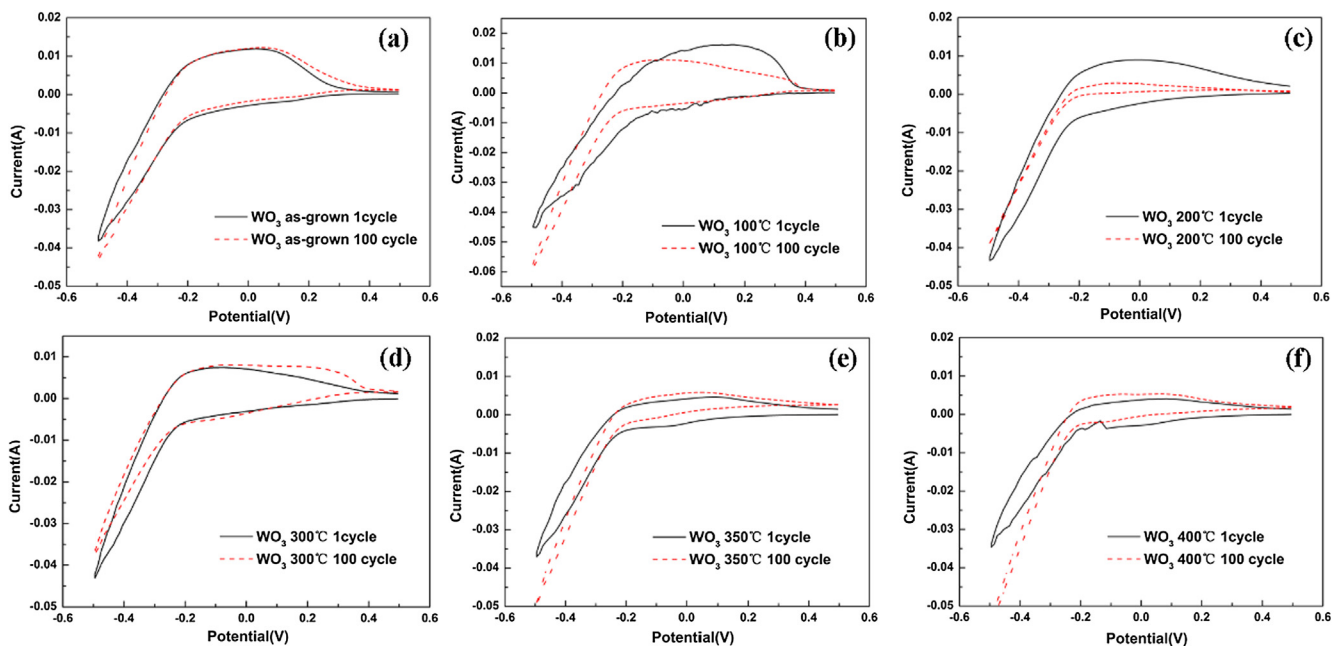 (a)
0.02
0.01
0.00
-0.01
-0.02
-0.03
-0.04
-0.05
Current(A)
WO3 as-grown 1cycle
WO3 as-grown 100 cycle
-0.6 -0.4 -0.2 0.0 0.2 0.4 0.6
Potential(V)
(b)
0.02
0.01
0.00
-0.01
-0.02
-0.03
-0.04
-0.05
-0.06
Current(A)
WO3 100℃ 1cycle
WO3 100℃ 100 cycle
-0.6 -0.4 -0.2 0.0 0.2 0.4 0.6
Potential(V)
(c)
0.02
0.01
0.00
-0.01
-0.02
-0.03
-0.04
-0.05
Current(A)
WO3 200℃ 1cycle
WO3 200℃ 100 cycle
-0.6 -0.4 -0.2 0.0 0.2 0.4 0.6
Potential(V)
(d)
0.01
0.00
-0.01
-0.02
-0.03
-0.04
-0.05
Current(A)
WO3 300℃ 1cycle
WO3 300℃ 100 cycle
-0.6 -0.4 -0.2 0.0 0.2 0.4 0.6
Potential(V)
(e)
0.02
0.01
0.00
-0.01
-0.02
-0.03
-0.04
-0.05
Current(A)
WO3 350℃ 1cycle
WO3 350℃ 100 cycle
-0.6 -0.4 -0.2 0.0 0.2 0.4 0.6
Potential(V)
(f)
0.02
0.01
0.00
-0.01
-0.02
-0.03
-0.04
-0.05
Current(A)
WO3 400℃ 1cycle
WO3 400℃ 100 cycle
-0.6 -0.4 -0.2 0.0 0.2 0.4 0.6
Potential(V)